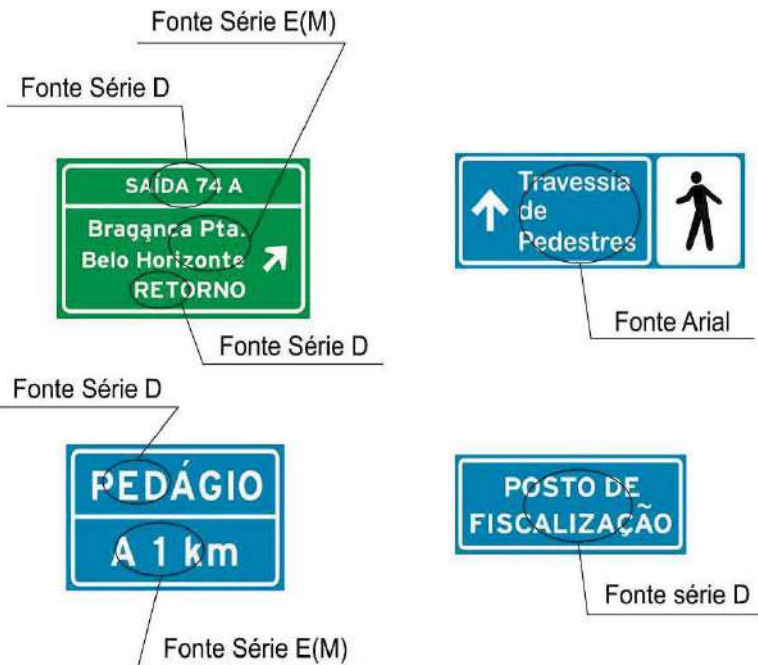 Fonte Série E(M)
Fonte Série D
SAÍDA 74 A
Bragança Pta.
Belo Horizonte
RETORNO
Fonte Série D
Travessia
de
Pedestres
Fonte Arial
Fonte Série D
PEDÁGIO
A 1 km
Fonte Série E(M)
POSTO DE
FISCALIZAÇÃO
Fonte série D